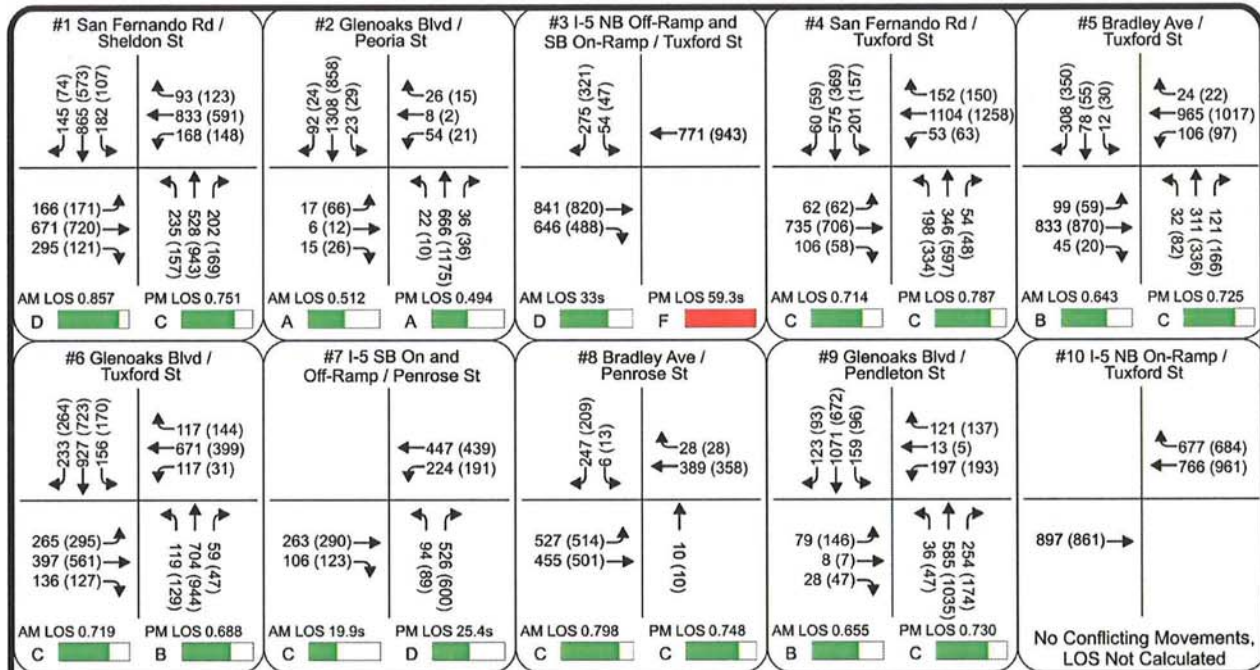 #1 San Fernando Rd /
Sheldon St
145 (74)
865 (573)
182 (107)
93 (123)
833 (591)
168 (148)
166 (171)
671 (720)
295 (121)
235 (157)
528 (943)
202 (169)
AM LOS 0.857
PM LOS 0.751
D
C
#2 Glenoaks Blvd /
Peoria St
92 (24)
1308 (858)
23 (29)
26 (15)
8 (2)
54 (21)
17 (66)
6 (12)
15 (26)
22 (10)
666 (1175)
36 (36)
AM LOS 0.512
PM LOS 0.494
A
A
#3 I-5 NB Off-Ramp and
SB On-Ramp / Tuxford St
275 (321)
54 (47)
771 (943)
841 (820)
646 (488)
AM LOS 33s
PM LOS 59.3s
D
F
#4 San Fernando Rd /
Tuxford St
60 (59)
575 (369)
201 (157)
152 (150)
1104 (1258)
53 (63)
62 (62)
735 (706)
106 (58)
198 (334)
346 (597)
54 (48)
AM LOS 0.714
PM LOS 0.787
C
C
#5 Bradley Ave /
Tuxford St
308 (350)
78 (55)
12 (30)
24 (22)
965 (1017)
106 (97)
99 (59)
833 (870)
45 (20)
32 (82)
311 (336)
121 (166)
AM LOS 0.643
PM LOS 0.725
B
C
#6 Glenoaks Blvd /
Tuxford St
233 (264)
927 (723)
156 (170)
117 (144)
671 (399)
117 (31)
265 (295)
397 (561)
136 (127)
119 (129)
704 (944)
59 (47)
AM LOS 0.719
PM LOS 0.688
C
B
#7 I-5 SB On and
Off-Ramp / Penrose St
447 (439)
224 (191)
263 (290)
106 (123)
94 (89)
526 (600)
AM LOS 19.9s
PM LOS 25.4s
C
D
#8 Bradley Ave /
Penrose St
247 (209)
6 (13)
28 (28)
389 (358)
527 (514)
455 (501)
10 (10)
AM LOS 0.798
PM LOS 0.748
C
C
#9 Glenoaks Blvd /
Pendleton St
123 (93)
1071 (672)
159 (96)
121 (137)
13 (5)
197 (193)
79 (146)
8 (7)
28 (47)
36 (47)
585 (1035)
254 (174)
AM LOS 0.655
PM LOS 0.730
B
C
#10 I-5 NB On-Ramp /
Tuxford St
677 (684)
766 (961)
897 (861)
No Conflicting Movements,
LOS Not Calculated